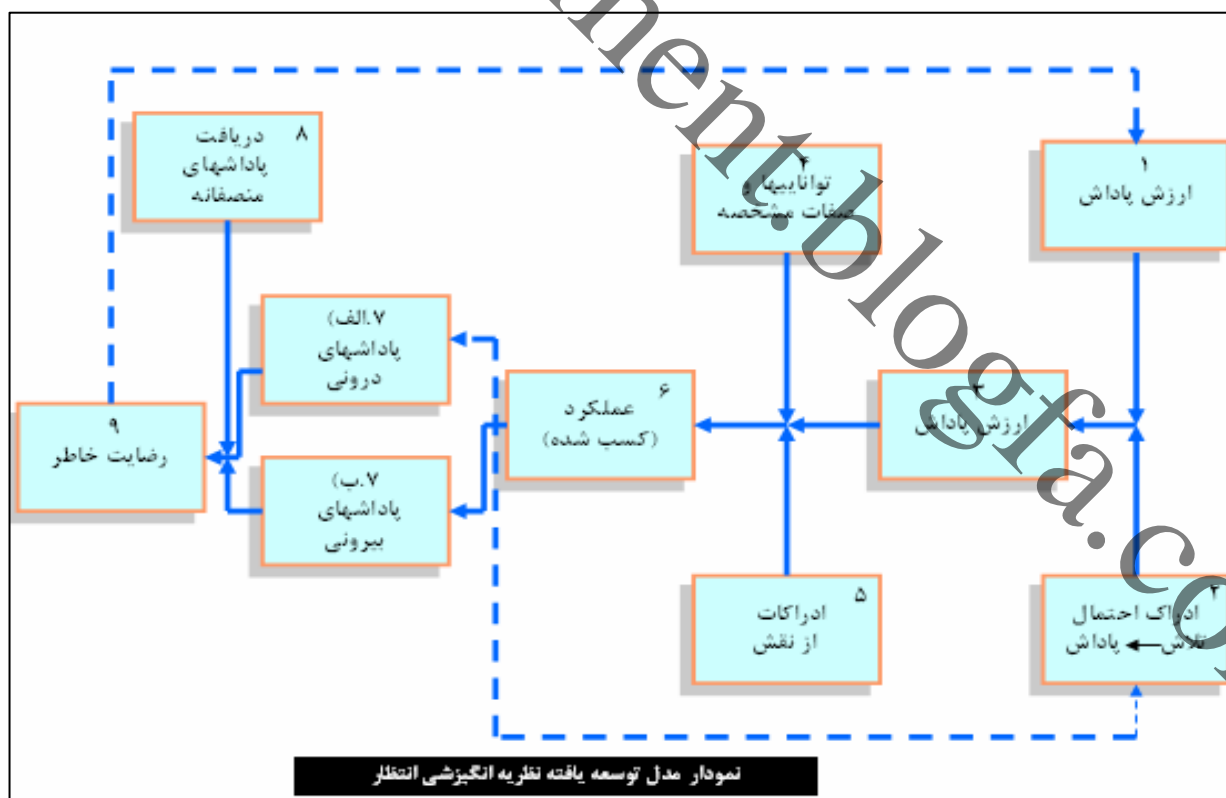 ۱
ارزش پاداش
۲
ادراک احتمال
تلاش ← پاداش
۳
ارزش پاداش
۴
تواناییها و
صفات مشخصه
۵
ادراکات
از نقش
۶
عملکرد
(کسب شده)
۷.الف)
پاداشهای
درونی
۷.ب)
پاداشهای
بیرونی
۸
دریافت
پاداشهای
منصفانه
۹
رضایت خاطر
نمودار مدل توسعه یافته نظریه انگیزشی انتظار
ment.blogfa.co